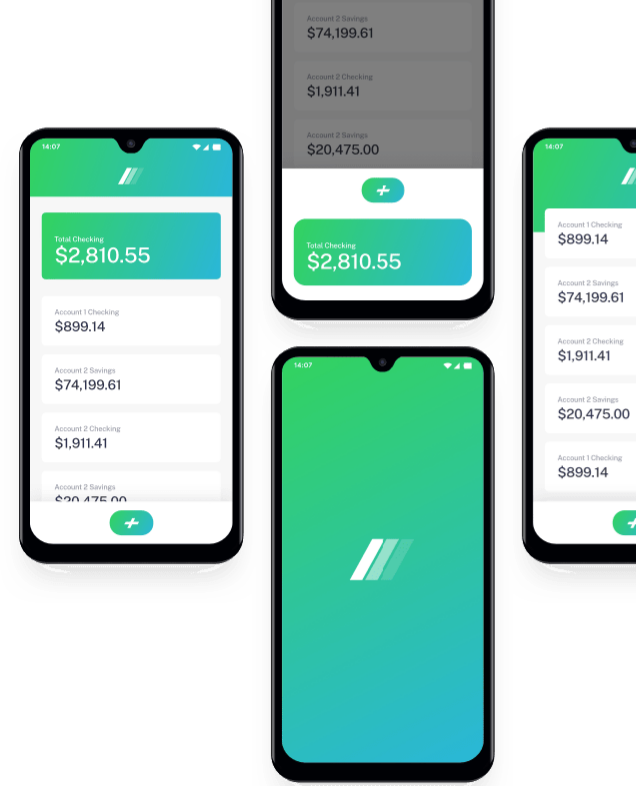 14:07
Total Checking
$2,810.55
Account 1 Checking
$899.14
Account 2 Savings
$74,199.61
Account 2 Checking
$1,911.41
Account 2 Savings
$20,475.00
Account 2 Savings
$74,199.61
Account 2 Checking
$1,911.41
Account 2 Savings
$20,475.00
Total Checking
$2,810.55
14:07
14:07
Account 1 Checking
$899.14
Account 2 Savings
$74,199.61
Account 2 Checking
$1,911.41
Account 2 Savings
$20,475.00
Account 1 Checking
$899.14